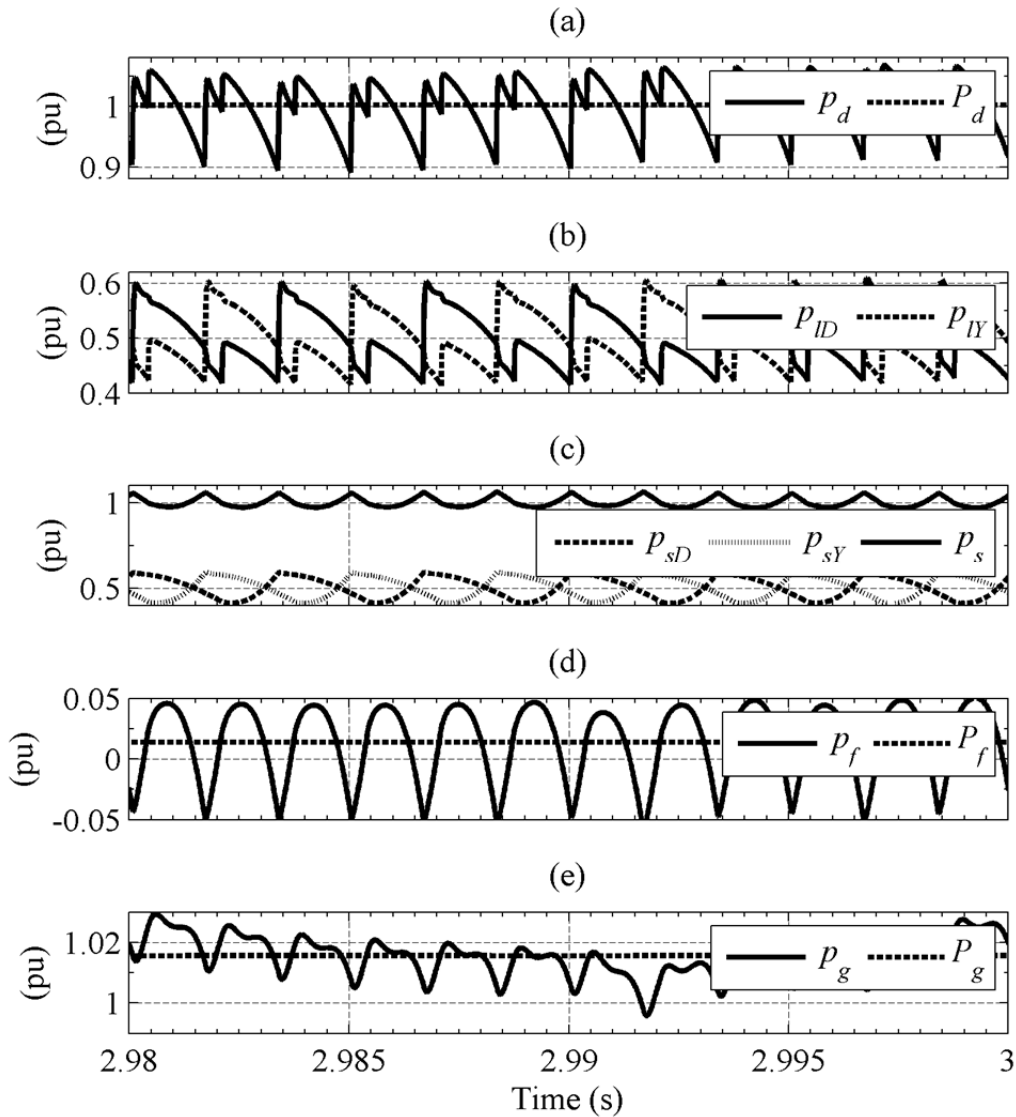 (a)
(pu)
1
0.9
p_d P_d
(b)
(pu)
0.6
0.5
0.4
p_lD p_lY
(c)
(pu)
1
0.5
p_sD p_sY p_s
(d)
(pu)
0.05
0
-0.05
p_f P_f
(e)
(pu)
1.02
1
p_g P_g
2.98 2.985 2.99 2.995 3
Time (s)